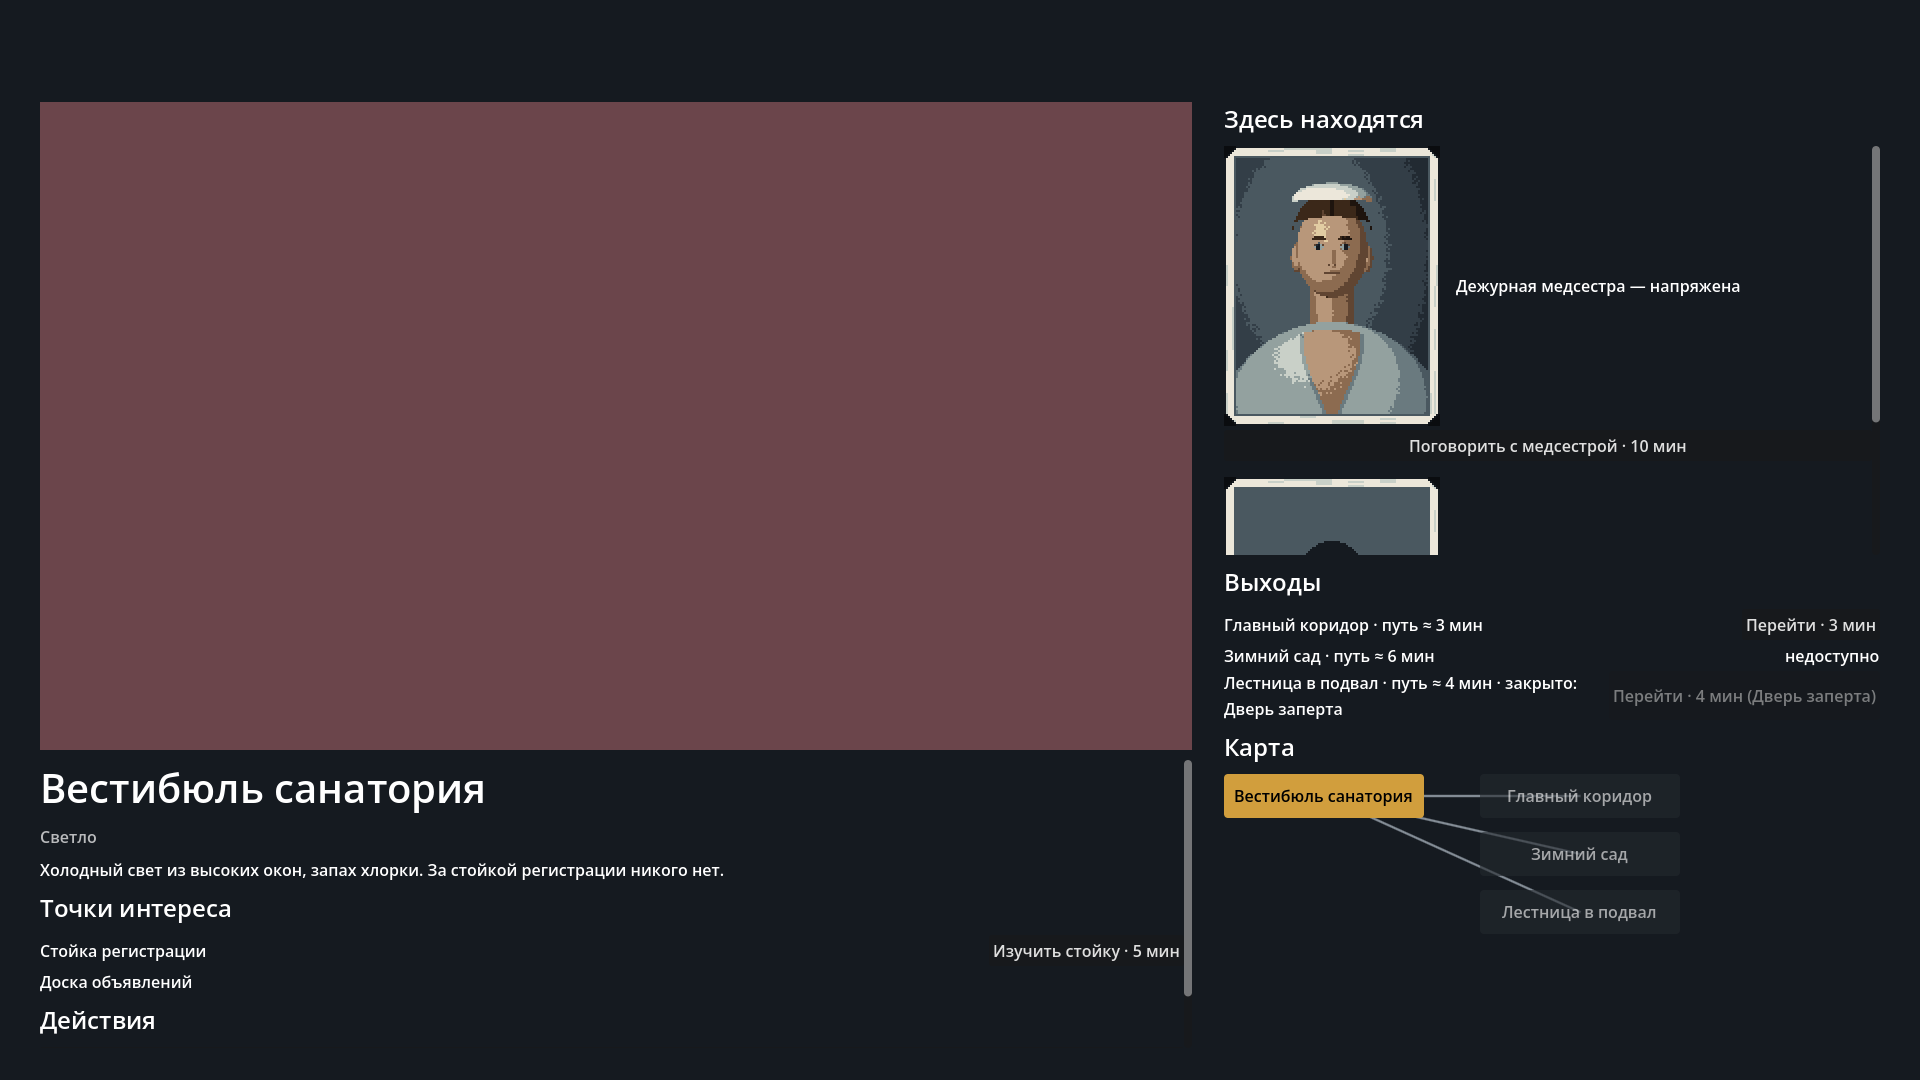 Здесь находятся
Дежурная медсестра — напряжена
Поговорить с медсестрой · 10 мин
Выходы
Главный коридор · путь ≈ 3 мин
Перейти · 3 мин
Зимний сад · путь ≈ 6 мин
недоступно
Лестница в подвал · путь ≈ 4 мин · закрыто:
Дверь заперта
Перейти · 4 мин (Дверь заперта)
Карта
Вестибюль санатория
Главный коридор
Зимний сад
Лестница в подвал
Вестибюль санатория
Светло
Холодный свет из высоких окон, запах хлорки. За стойкой регистрации никого нет.
Точки интереса
Стойка регистрации
Изучить стойку · 5 мин
Доска объявлений
Действия